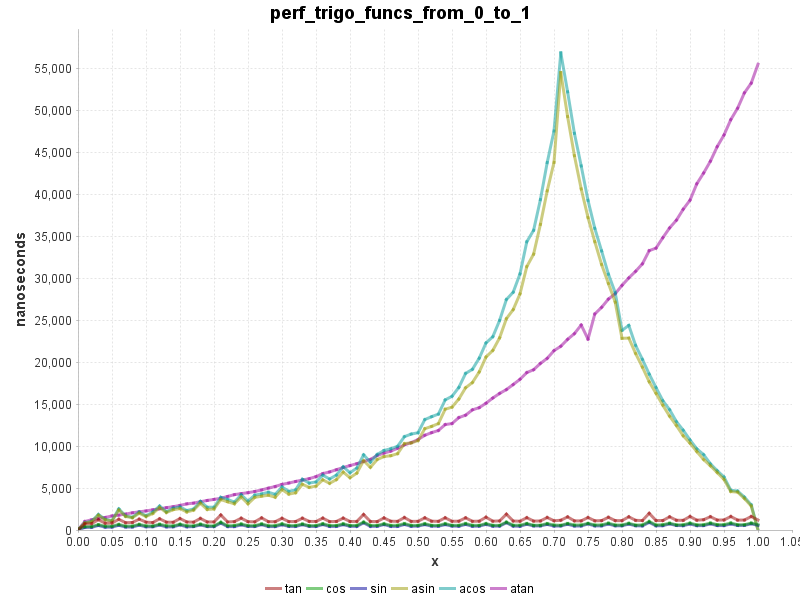 perf_trigo_funcs_from_0_to_1
nanoseconds
55,000
50,000
45,000
40,000
35,000
30,000
25,000
20,000
15,000
10,000
5,000
0
0.00 0.05 0.10 0.15 0.20 0.25 0.30 0.35 0.40 0.45 0.50 0.55 0.60 0.65 0.70 0.75 0.80 0.85 0.90 0.95 1.00 1.05
x
tan cos sin asin acos atan